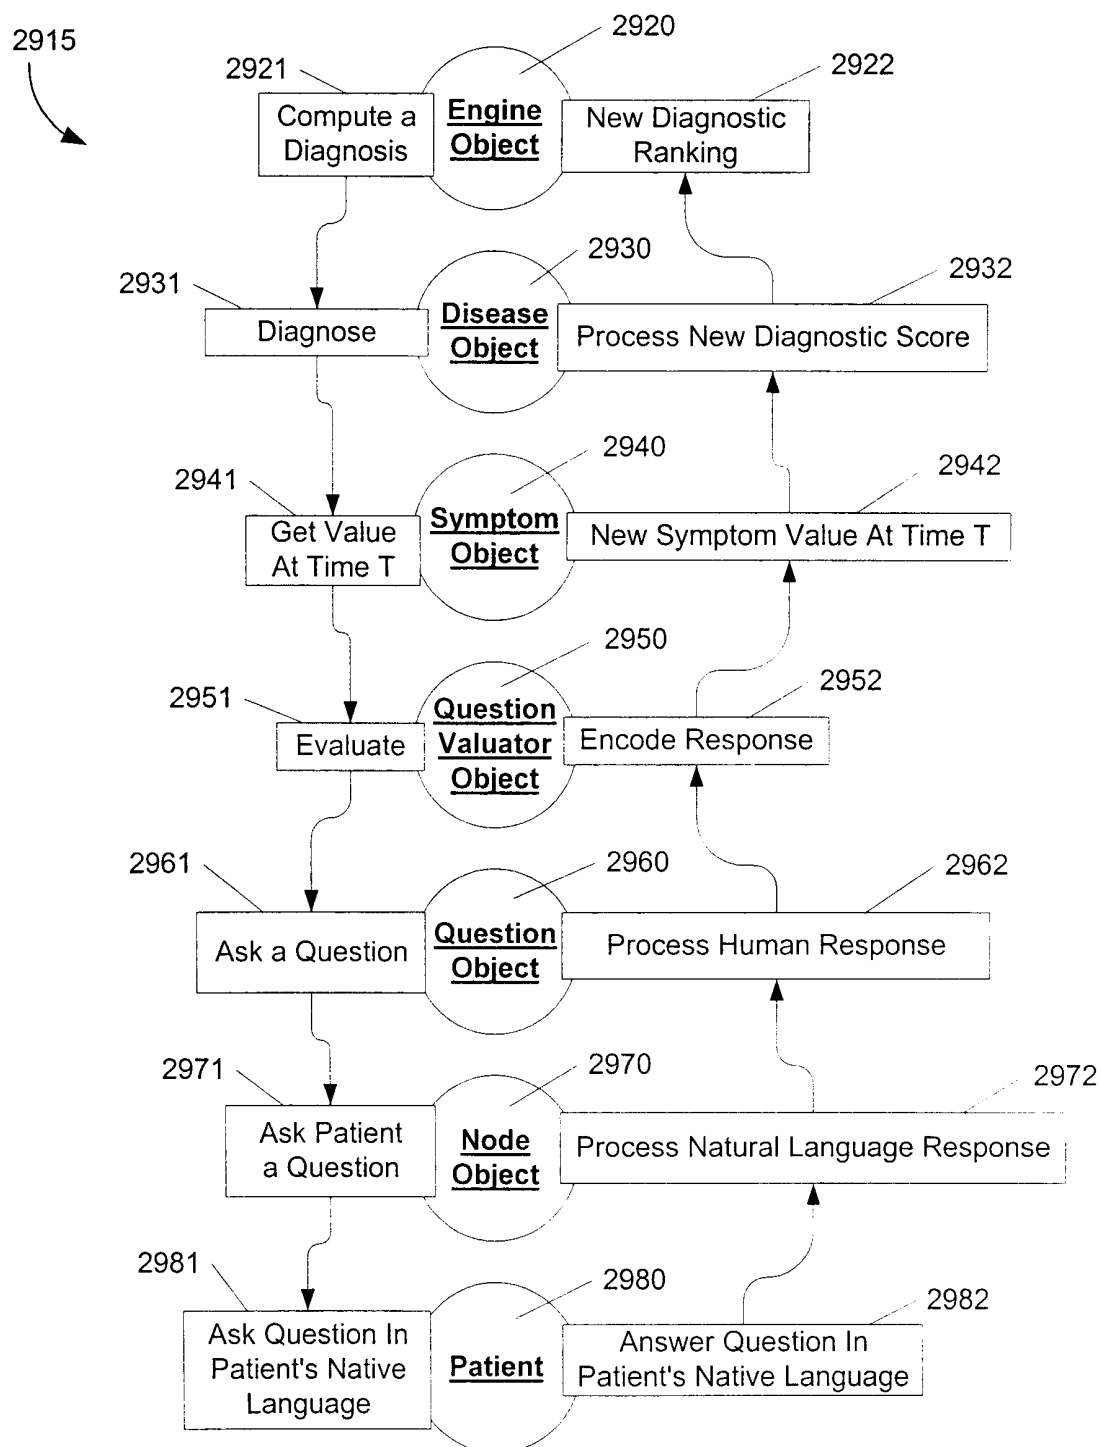 2915
2920
2921
2922
Compute a
Diagnosis
Engine
Object
New Diagnostic
Ranking
2930
2931
2932
Diagnose
Disease
Object
Process New Diagnostic Score
2940
2941
2942
Get Value
At Time T
Symptom
Object
New Symptom Value At Time T
2950
2951
2952
Evaluate
Question
Valuator
Object
Encode Response
2960
2961
2962
Ask a Question
Question
Object
Process Human Response
2970
2971
2972
Ask Patient
a Question
Node
Object
Process Natural Language Response
2980
2981
2982
Ask Question In
Patient's Native
Language
Patient
Answer Question In
Patient's Native Language